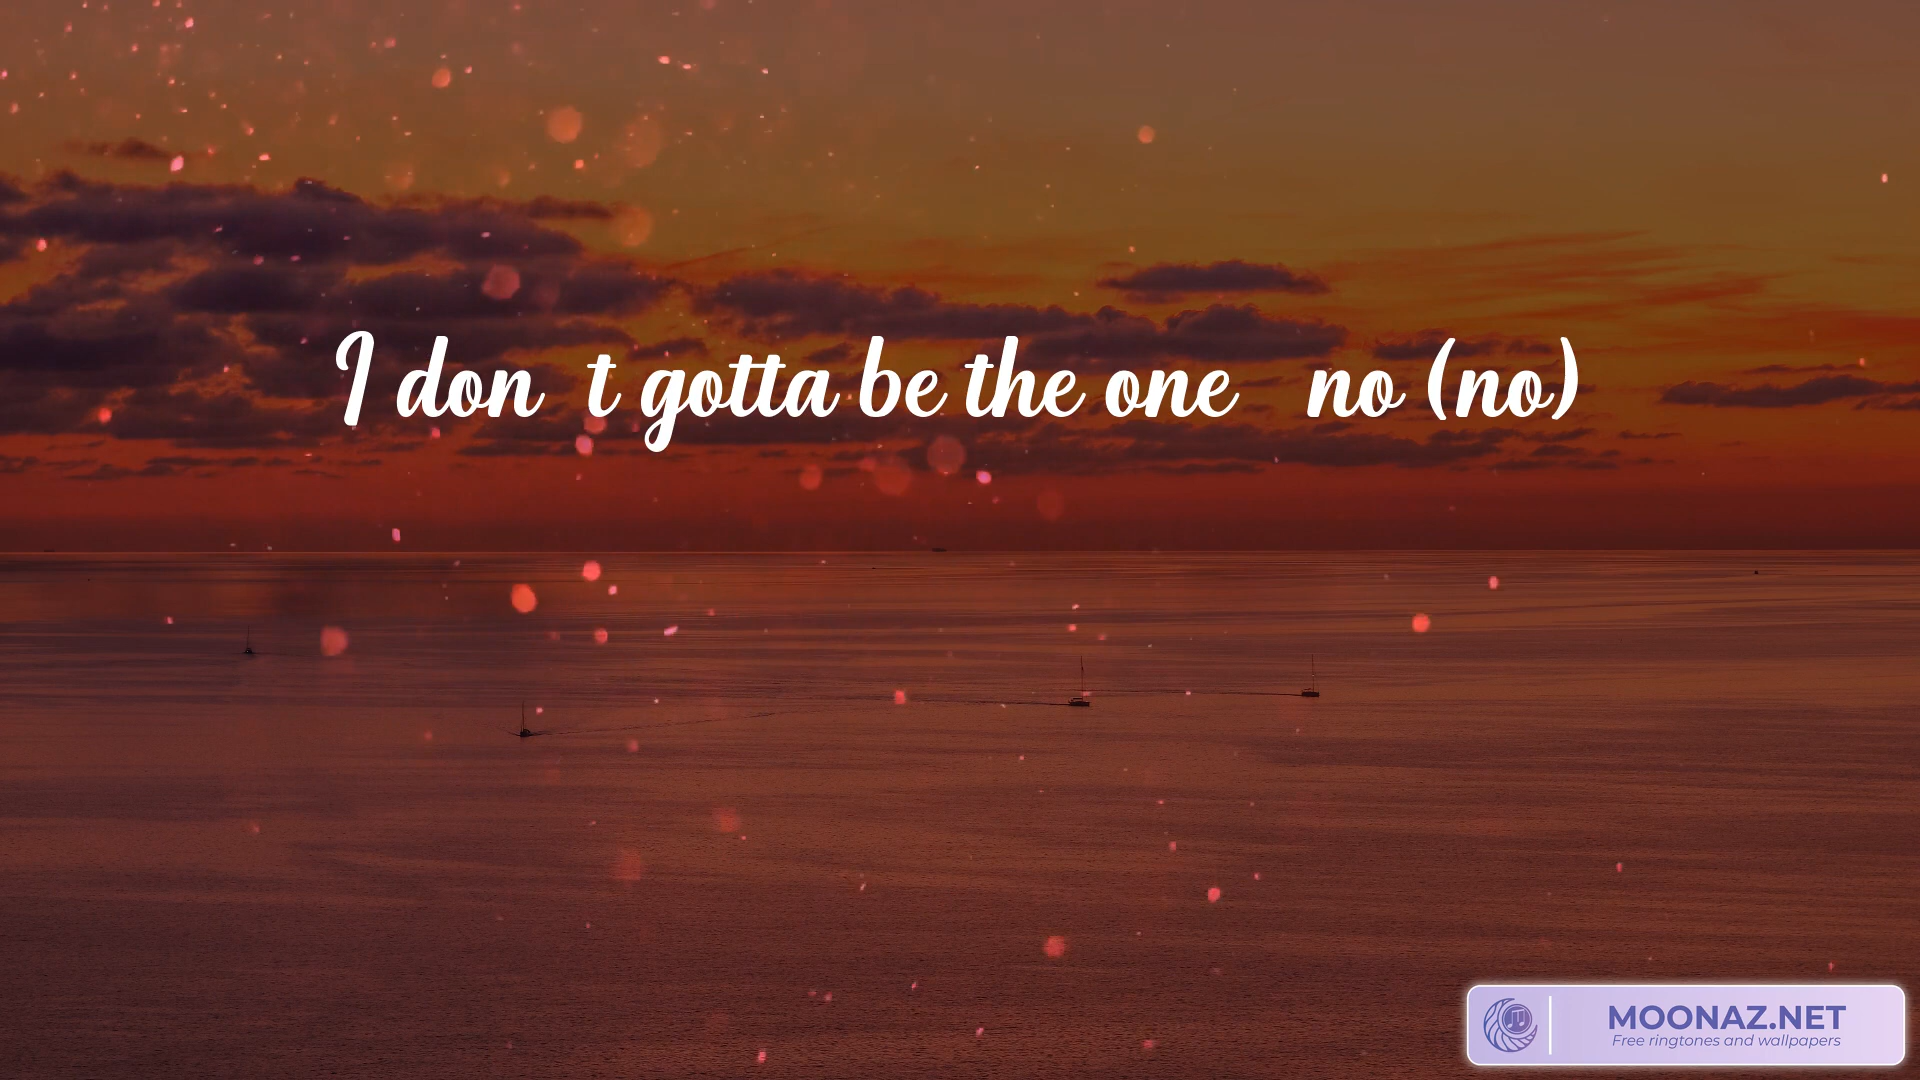 I don t gotta be the one no (no)
MOONAZ.NET
Free ringtones and wallpapers